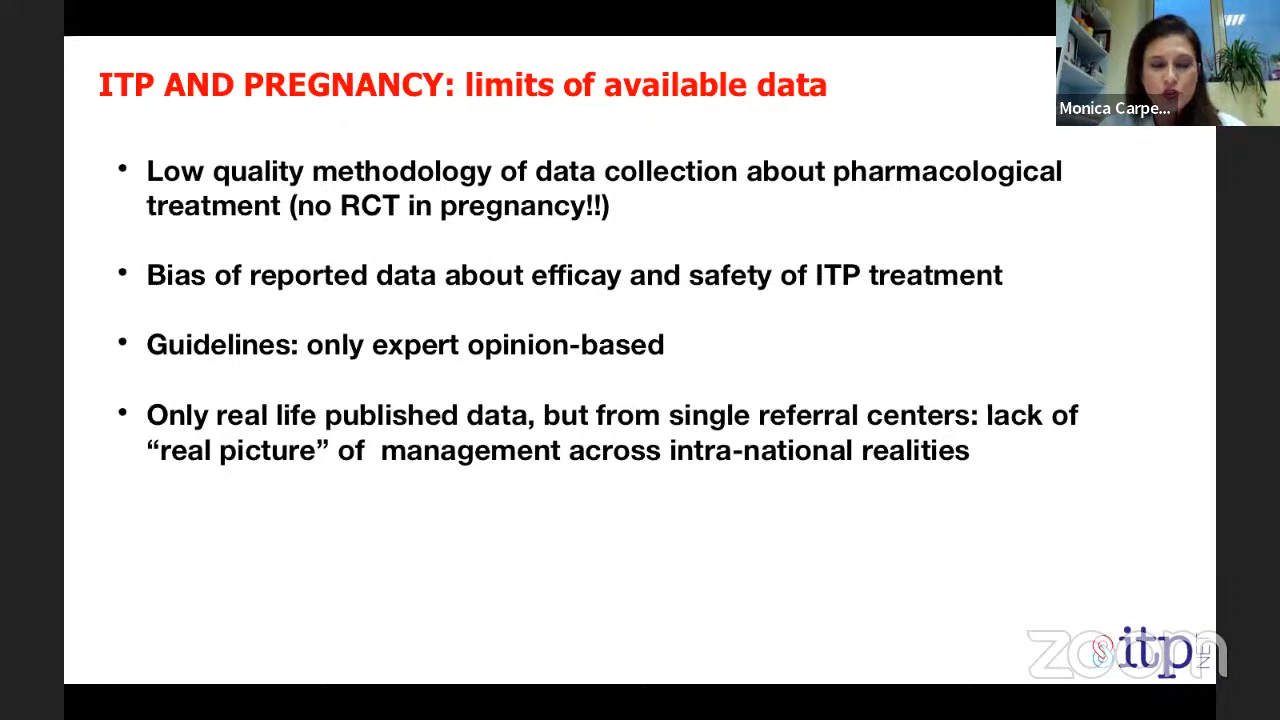 ITP AND PREGNANCY: limits of available data
Monica Carpe...
• Low quality methodology of data collection about pharmacological
treatment (no RCT in pregnancy!!)
• Bias of reported data about efficay and safety of ITP treatment
• Guidelines: only expert opinion-based
• Only real life published data, but from single referral centers: lack of
“real picture” of  management across intra-national realities
zoom
itp
NET